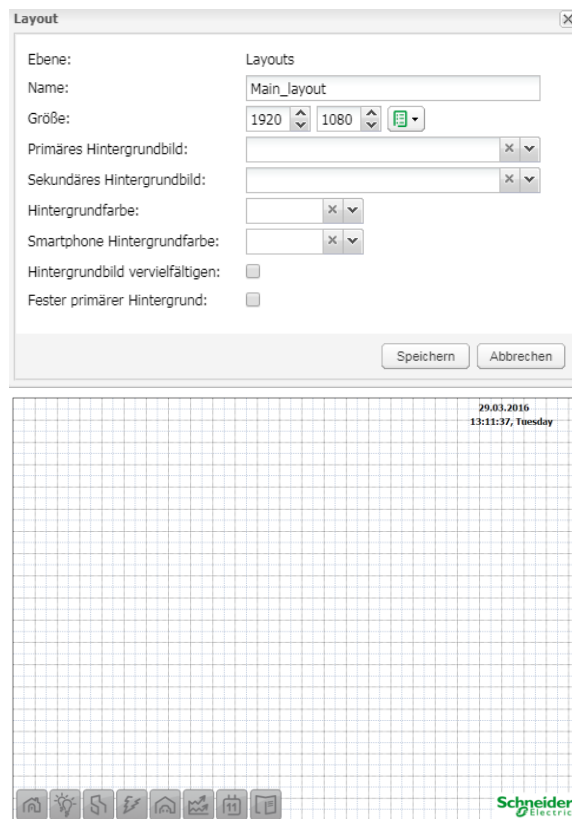 Layout
Ebene: Layouts
Name: Main_layout
Größe: 1920 1080
Primäres Hintergrundbild:
Sekundäres Hintergrundbild:
Hintergrundfarbe:
Smartphone Hintergrundfarbe:
Hintergrundbild vervielfältigen:
Fester primärer Hintergrund:
Speichern Abbrechen
29.03.2016
13:11:37, Tuesday
11
Schneider
Electric